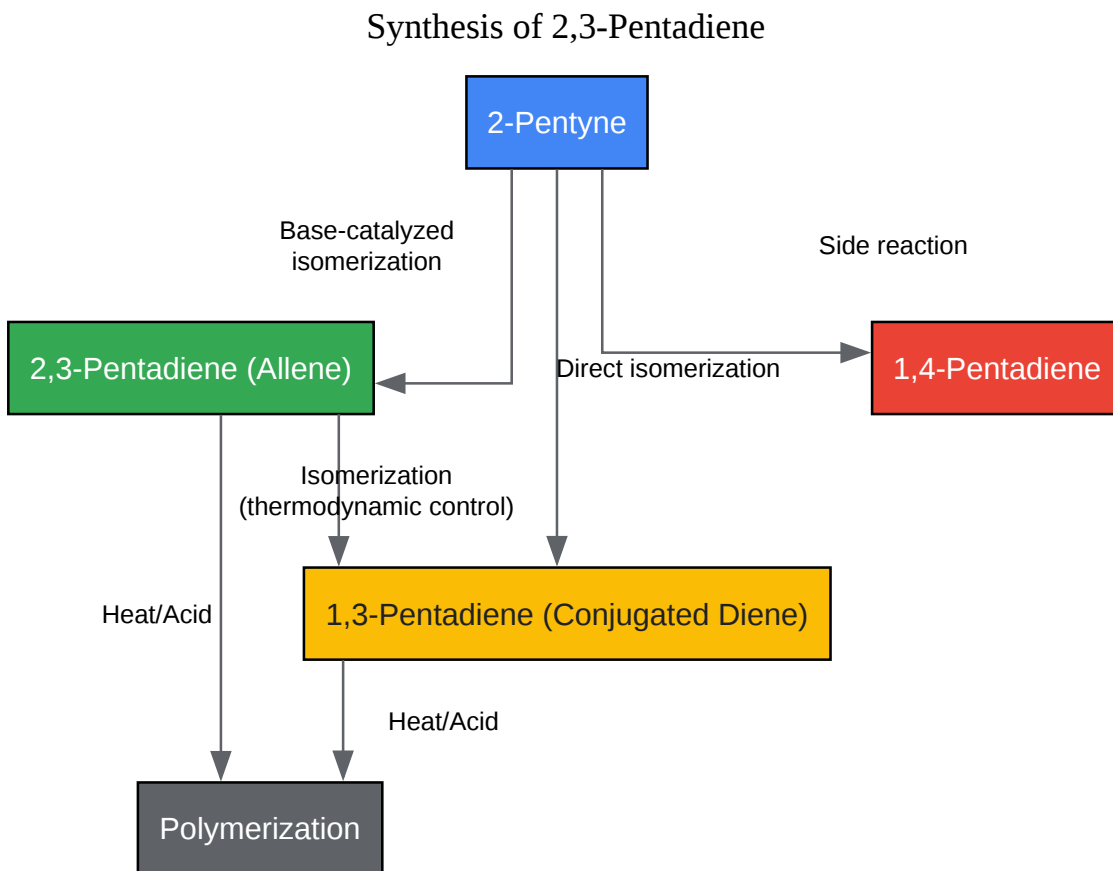 Synthesis of 2,3-Pentadiene
2-Pentyne
Base-catalyzed
isomerization
Side reaction
2,3-Pentadiene (Allene)
Direct isomerization
1,4-Pentadiene
Isomerization
(thermodynamic control)
Heat/Acid
1,3-Pentadiene (Conjugated Diene)
Heat/Acid
Polymerization